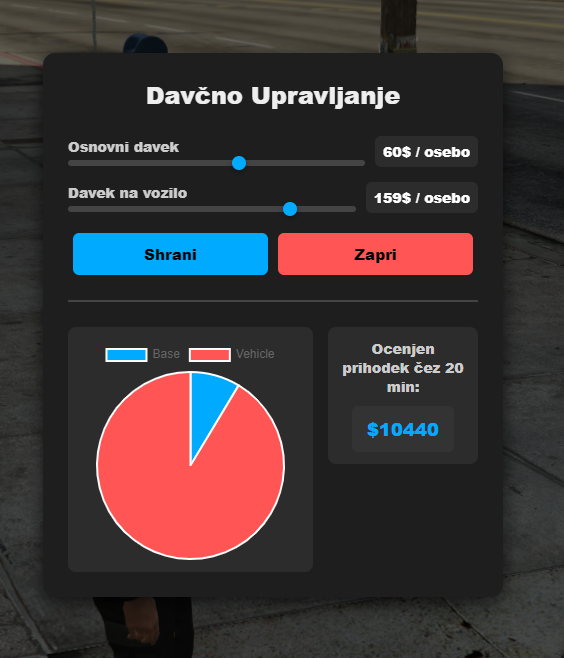 Davčno Upravljanje
Osnovni davek
60$ / osebo
Davek na vozilo
159$ / osebo
Shrani
Zapri
Base
Vehicle
Ocenjen
prihodek čez 20
min:
$10440